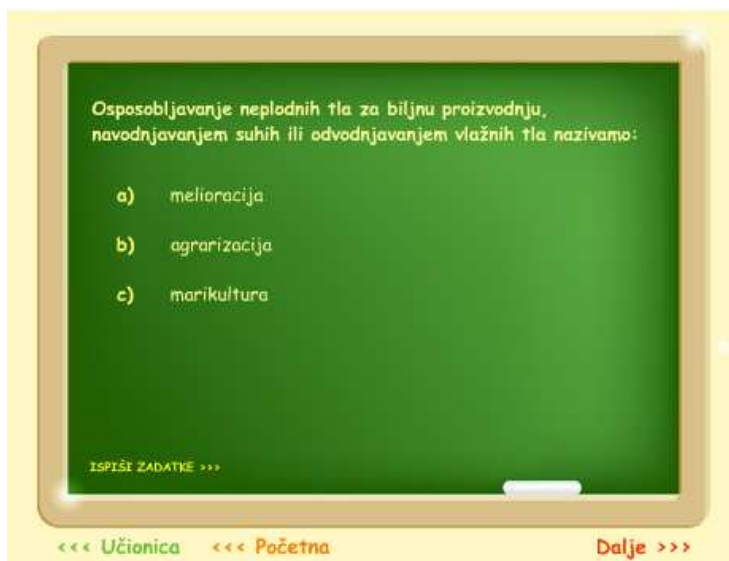 Osposobljavanje neplodnih tla za biljnu proizvodnju,
navodnjavanjem suhih ili odvodnjavanjem vlažnih tla nazivamo:
a) melioracija
b) agrarizacija
c) marikultura
ISPIŠI ZADATKE >>>
<<< Učionica <<< Početna Dalje >>>